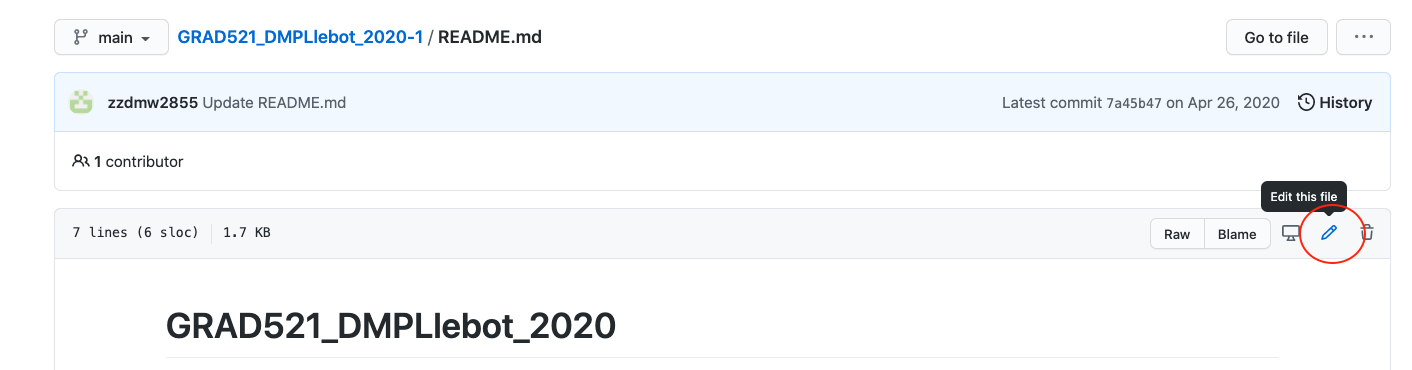 main GRAD521_DMPLlebot_2020-1 / README.md Go to file ...
zzdmw2855 Update README.md Latest commit 7a45b47 on Apr 26, 2020 History
1 contributor
Edit this file
7 lines (6 sloc) 1.7 KB Raw Blame
GRAD521_DMPLlebot_2020